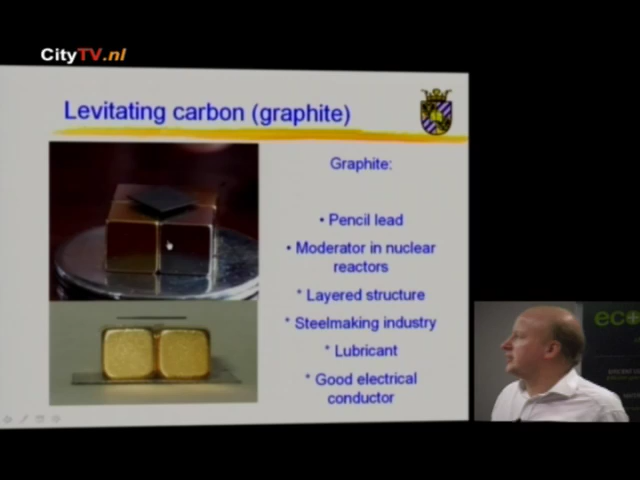 CityTV.nl
Levitating carbon (graphite)
Graphite:
• Pencil lead
• Moderator in nuclear
reactors
* Layered structure
* Steelmaking industry
* Lubricant
* Good electrical
conductor